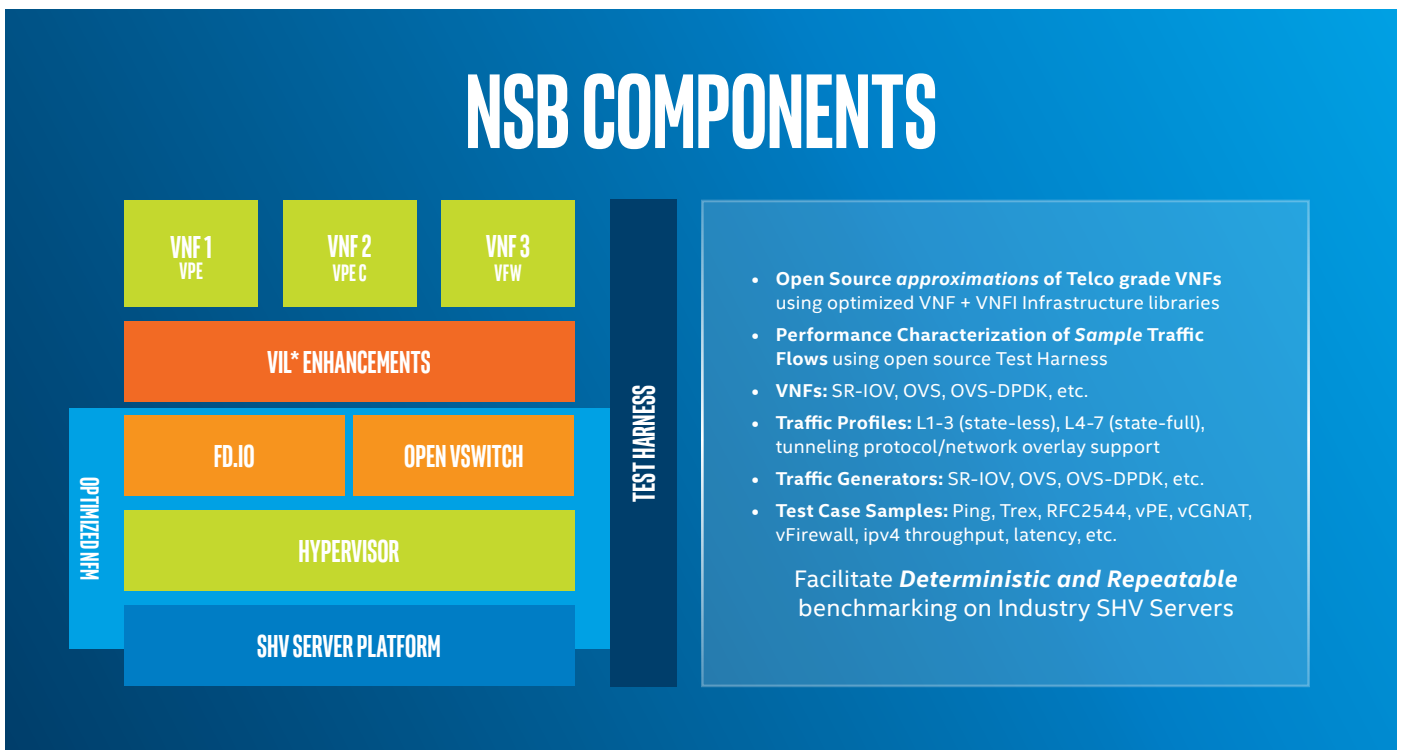 NSB COMPONENTS
VNF 1
VPE
VNF 2
VPE C
VNF 3
VFW
VIL* ENHANCEMENTS
FD.IO
OPEN VSWITCH
OPTIMIZED NFM
HYPERVISOR
SHV SERVER PLATFORM
TEST HARNESS
• Open Source approximations of Telco grade VNFs
using optimized VNF + VNFI Infrastructure libraries
• Performance Characterization of Sample Traffic
Flows using open source Test Harness
• VNFs: SR-IOV, OVS, OVS-DPDK, etc.
• Traffic Profiles: L1-3 (state-less), L4-7 (state-full),
tunneling protocol/network overlay support
• Traffic Generators: SR-IOV, OVS, OVS-DPDK, etc.
• Test Case Samples: Ping, Trex, RFC2544, vPE, vCGNAT,
vFirewall, ipv4 throughput, latency, etc.
Facilitate Deterministic and Repeatable
benchmarking on Industry SHV Servers